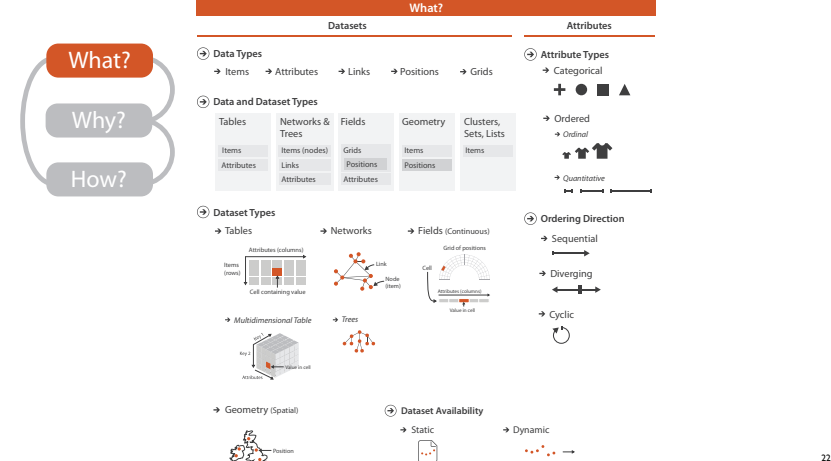 What?
Why?
How?
What?
Datasets
Attributes
Data Types
Items
Attributes
Links
Positions
Grids
Data and Dataset Types
Tables
Items
Attributes
Networks &
Trees
Items (nodes)
Links
Attributes
Fields
Grids
Positions
Attributes
Geometry
Items
Positions
Clusters,
Sets, Lists
Items
Dataset Types
Tables
Attributes (columns)
Items
(rows)
Cell containing value
Networks
Link
Node
(item)
Fields (Continuous)
Grid of positions
Cell
Attributes (columns)
Value in cell
Multidimensional Table
Key 1
Key 2
Value in cell
Attributes
Trees
Geometry (Spatial)
Position
Dataset Availability
Static
Dynamic
Attribute Types
Categorical
Ordered
Ordinal
Quantitative
Ordering Direction
Sequential
Diverging
Cyclic
22